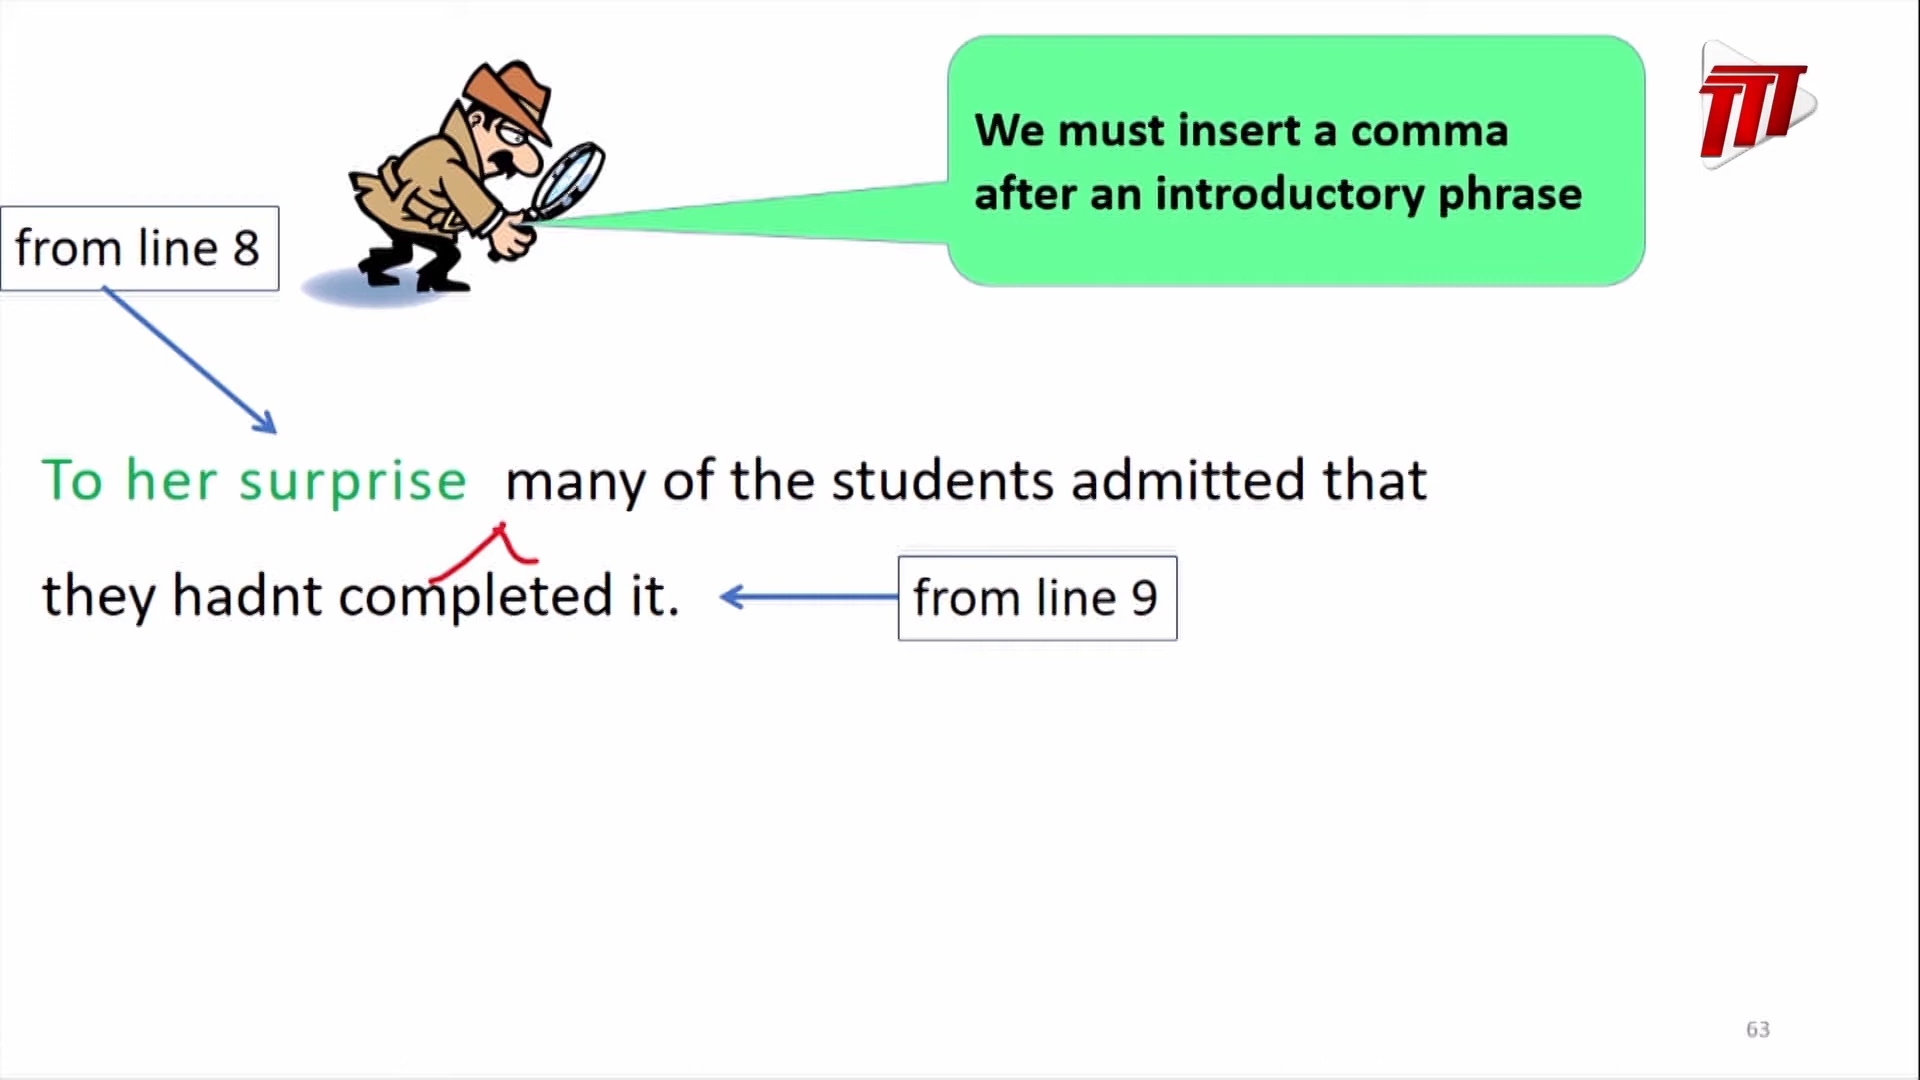 We must insert a comma
after an introductory phrase
TTT
from line 8
To her surprise many of the students admitted that
they hadnt completed it.
from line 9
63